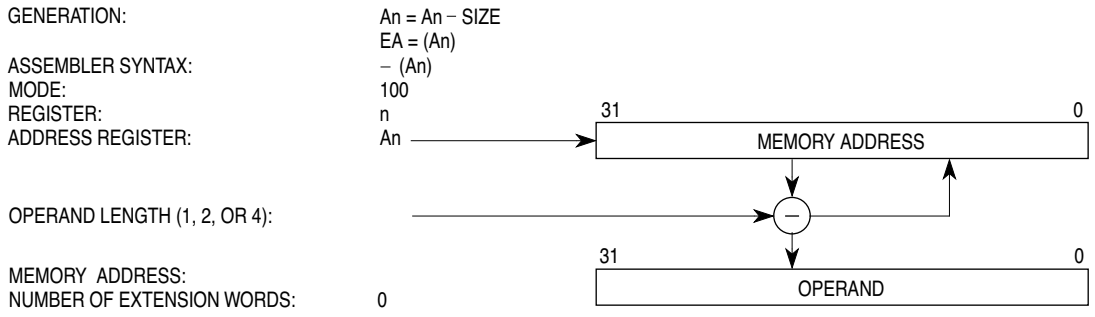 GENERATION: An = An – SIZE
EA = (An)
ASSEMBLER SYNTAX: – (An)
MODE: 100
REGISTER: n
31 0
ADDRESS REGISTER: An MEMORY ADDRESS
OPERAND LENGTH (1, 2, OR 4): –
31 0
MEMORY ADDRESS:
OPERAND
NUMBER OF EXTENSION WORDS: 0